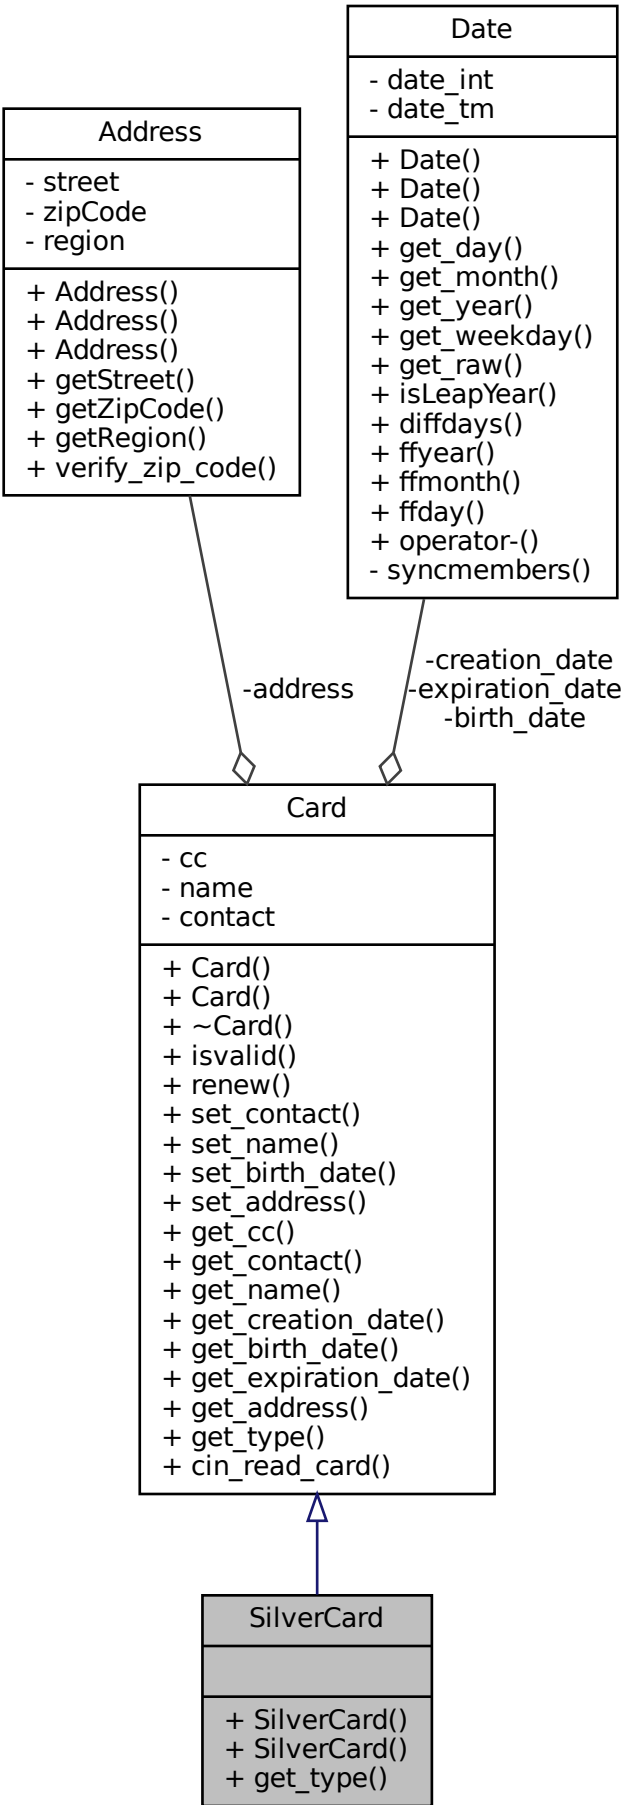 Date
- date_int
- date_tm
+ Date()
+ Date()
+ Date()
+ get_day()
+ get_month()
+ get_year()
+ get_weekday()
+ get_raw()
+ isLeapYear()
+ diffdays()
+ ffyear()
+ ffmonth()
+ ffday()
+ operator-()
- syncmembers()
Address
- street
- zipCode
- region
+ Address()
+ Address()
+ Address()
+ getStreet()
+ getZipCode()
+ getRegion()
+ verify_zip_code()
-address
-creation_date
-expiration_date
-birth_date
Card
- cc
- name
- contact
+ Card()
+ Card()
+ ~Card()
+ isvalid()
+ renew()
+ set_contact()
+ set_name()
+ set_birth_date()
+ set_address()
+ get_cc()
+ get_contact()
+ get_name()
+ get_creation_date()
+ get_birth_date()
+ get_expiration_date()
+ get_address()
+ get_type()
+ cin_read_card()
SilverCard
+ SilverCard()
+ SilverCard()
+ get_type()